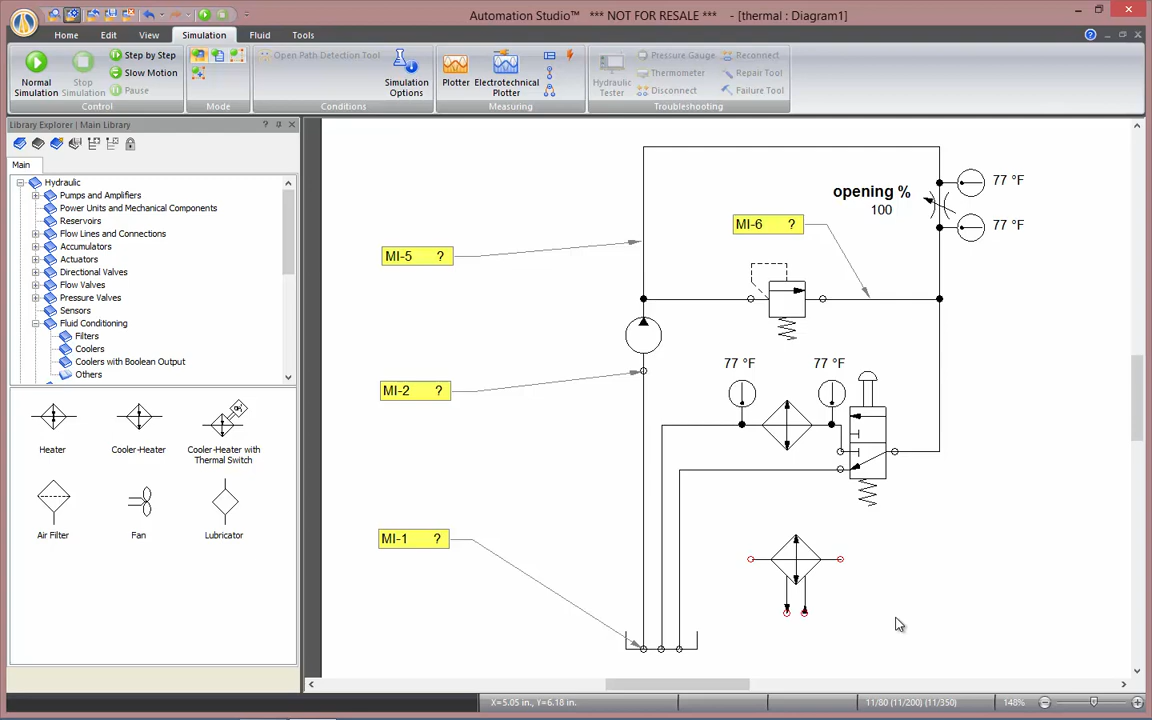 Automation Studio™ *** NOT FOR RESALE *** - [thermal : Diagram1]
Home Edit View Simulation Fluid Tools
Normal Simulation
Stop Simulation
Step by Step
Slow Motion
Pause
Control
Mode
Open Path Detection Tool
Simulation Options
Conditions
Plotter
Electrotechnical Plotter
Measuring
Hydraulic Tester
Pressure Gauge
Thermometer
Disconnect
Reconnect
Repair Tool
Failure Tool
Troubleshooting
Library Explorer | Main Library
Main
Hydraulic
Pumps and Amplifiers
Power Units and Mechanical Components
Reservoirs
Flow Lines and Connections
Accumulators
Actuators
Directional Valves
Flow Valves
Pressure Valves
Sensors
Fluid Conditioning
Filters
Coolers
Coolers with Boolean Output
Others
Heater
Cooler-Heater
Cooler-Heater with Thermal Switch
Air Filter
Fan
Lubricator
opening %
100
77 °F
77 °F
MI-6 ?
MI-5 ?
77 °F
77 °F
MI-2 ?
MI-1 ?
X=5.05 in., Y=6.18 in.
11/80 (11/200) (11/350)
148%